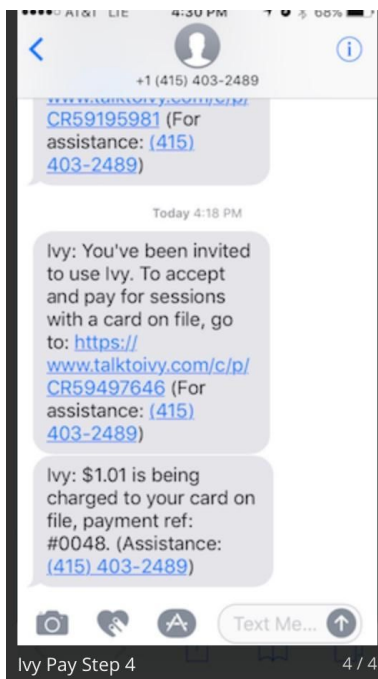 AT&T LTE 4:30 PM 68%
+1 (415) 403-2489
www.talktoivy.com/c/p/
CR59195981 (For
assistance: (415)
403-2489)
Today 4:18 PM
Ivy: You've been invited
to use Ivy. To accept
and pay for sessions
with a card on file, go
to: https://
www.talktoivy.com/c/p/
CR59497646 (For
assistance: (415)
403-2489)
Ivy: $1.01 is being
charged to your card on
file, payment ref:
#0048. (Assistance:
(415) 403-2489)
Text Me...
Ivy Pay Step 4 4 / 4